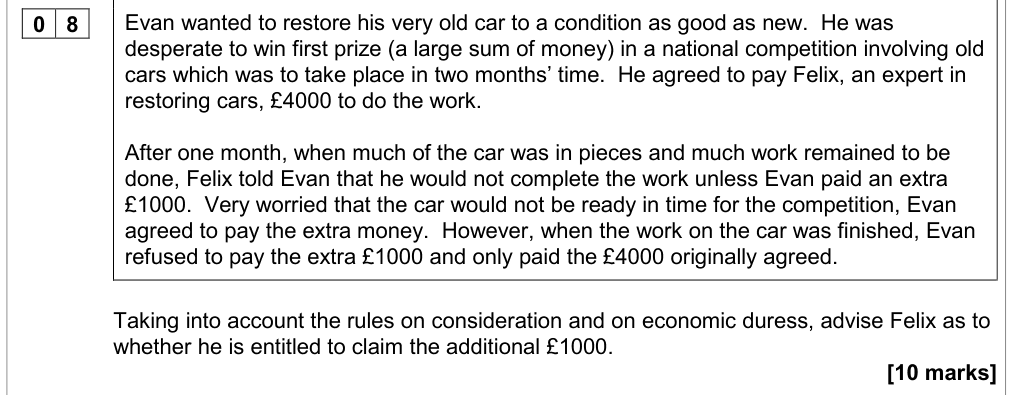 0 8
Evan wanted to restore his very old car to a condition as good as new. He was
desperate to win first prize (a large sum of money) in a national competition involving old
cars which was to take place in two months’ time. He agreed to pay Felix, an expert in
restoring cars, £4000 to do the work.
After one month, when much of the car was in pieces and much work remained to be
done, Felix told Evan that he would not complete the work unless Evan paid an extra
£1000. Very worried that the car would not be ready in time for the competition, Evan
agreed to pay the extra money. However, when the work on the car was finished, Evan
refused to pay the extra £1000 and only paid the £4000 originally agreed.
Taking into account the rules on consideration and on economic duress, advise Felix as to
whether he is entitled to claim the additional £1000.
[10 marks]